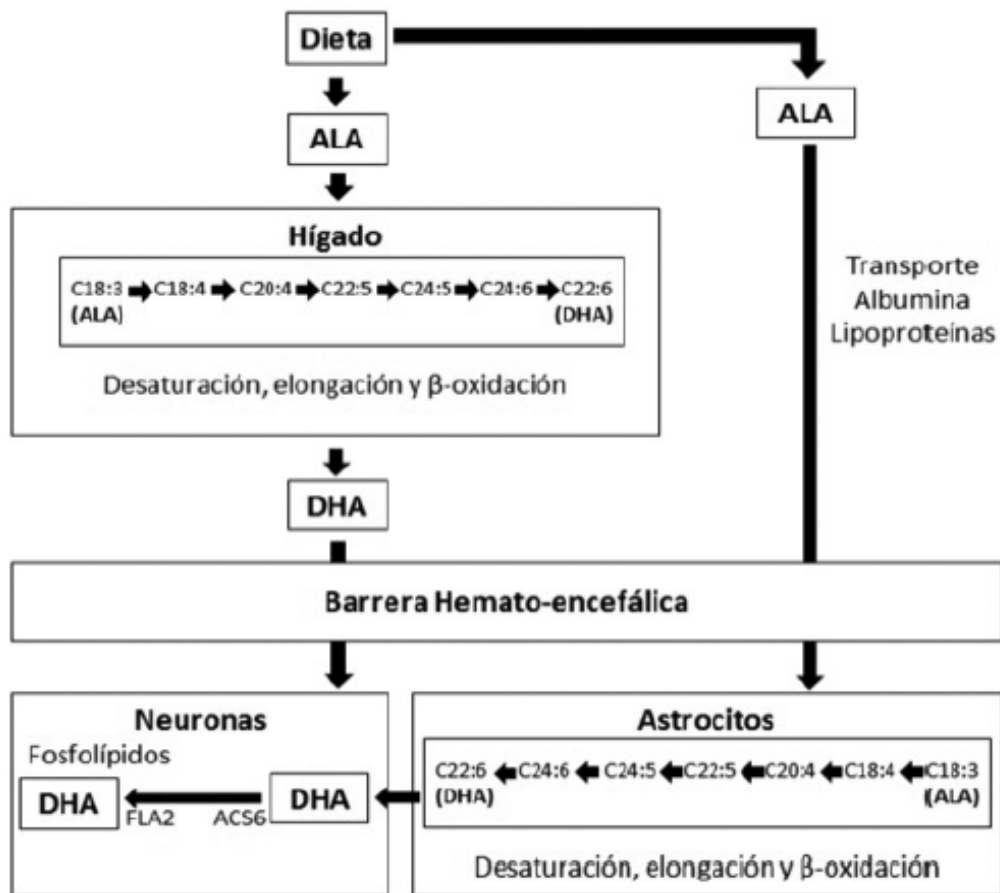 Dieta
ALA
ALA
Hígado
C18:3 C18:4 C20:4 C22:5 C24:5 C24:6 C22:6
(ALA) (DHA)
Desaturación, elongación y β-oxidación
Transporte
Albumina
Lipoproteínas
DHA
Barrera Hemato-encefálica
Neuronas
Fosfolípidos
DHA
FLA2
ACS6
DHA
Astrocitos
C22:6 C24:6 C24:5 C22:5 C20:4 C18:4 C18:3
(DHA) (ALA)
Desaturación, elongación y β-oxidación